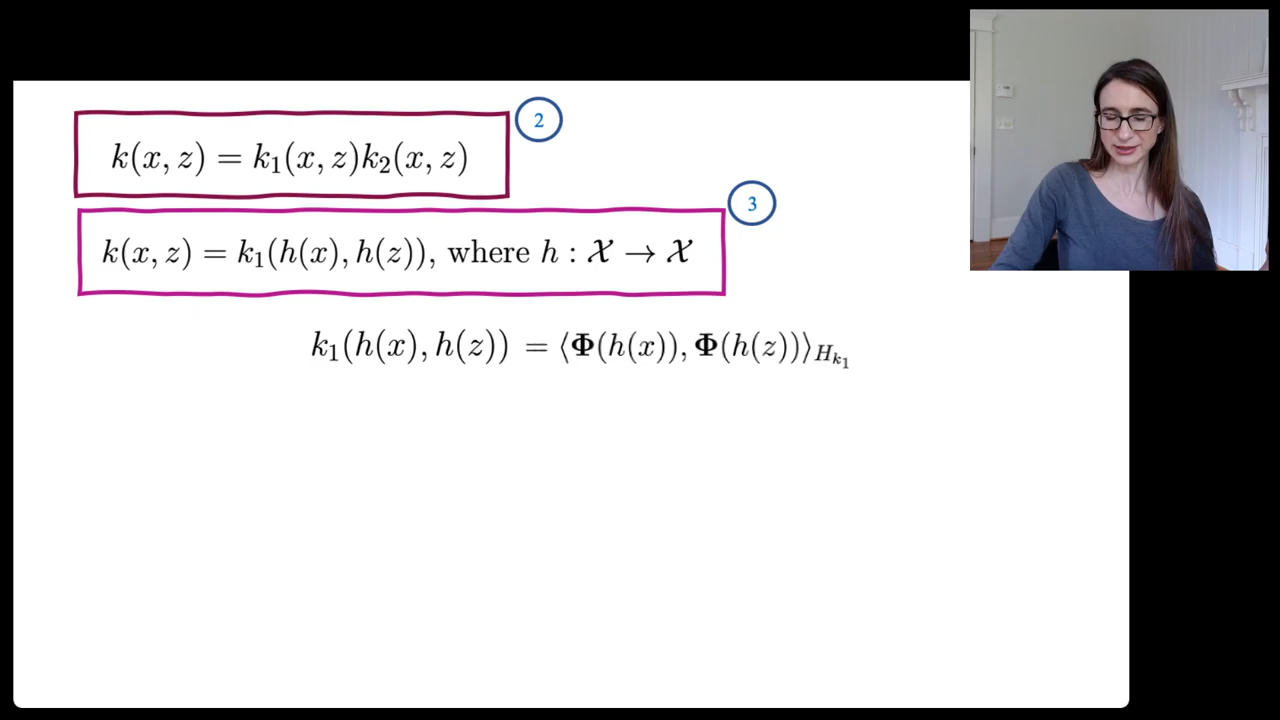 k(x, z) = k₁(x, z)k₂(x, z)
2
k(x, z) = k₁(h(x), h(z)), where h : 𝒳 → 𝒳
3
k₁(h(x), h(z)) = ⟨𝚽(h(x)), 𝚽(h(z))⟩_{H_{k₁}}